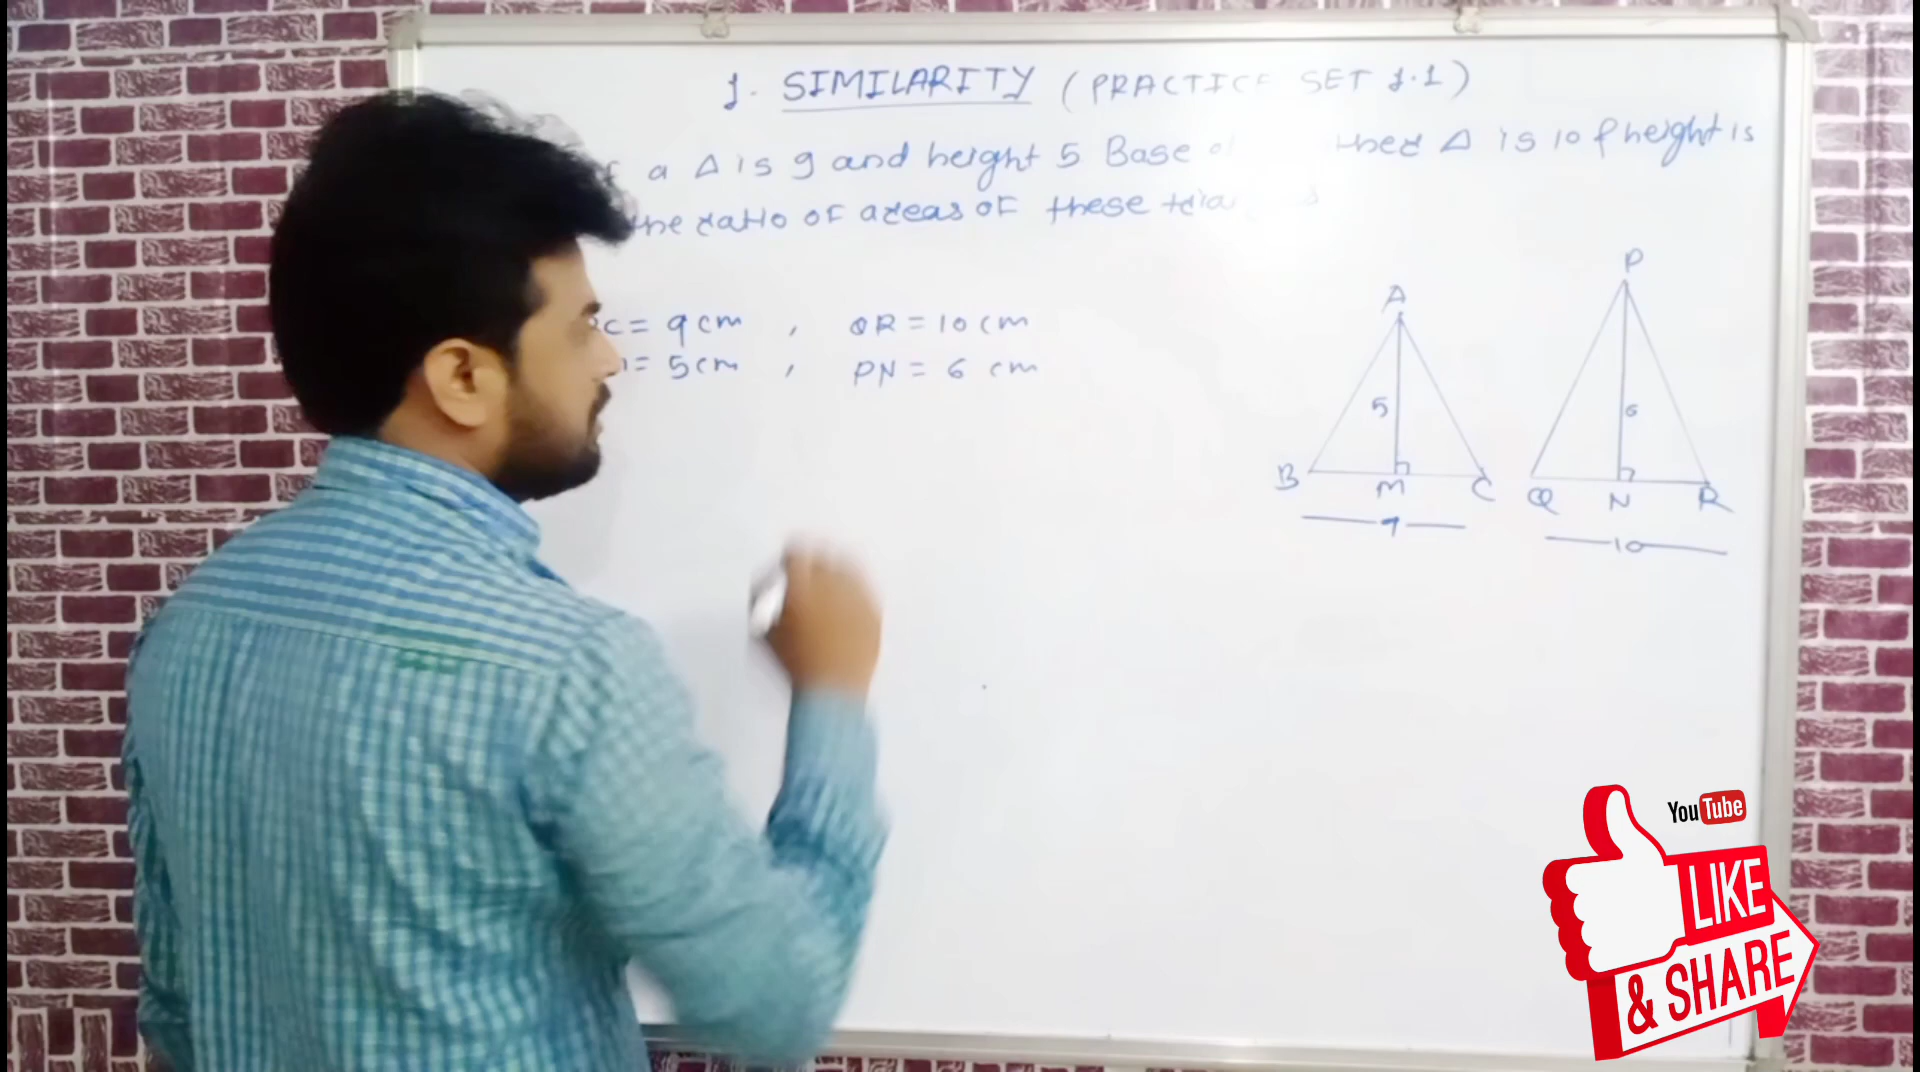 1. SIMILARITY (PRACTICE SET 1.1)
a Δ is 9 and height 5 Base Δ is 10 & height is
the ratio of areas of these
C = 9 cm , QR = 10 cm
= 5 cm , PN = 6 cm
A
P
5
6
B M C
Q N R
9
10
YouTube
LIKE
& SHARE